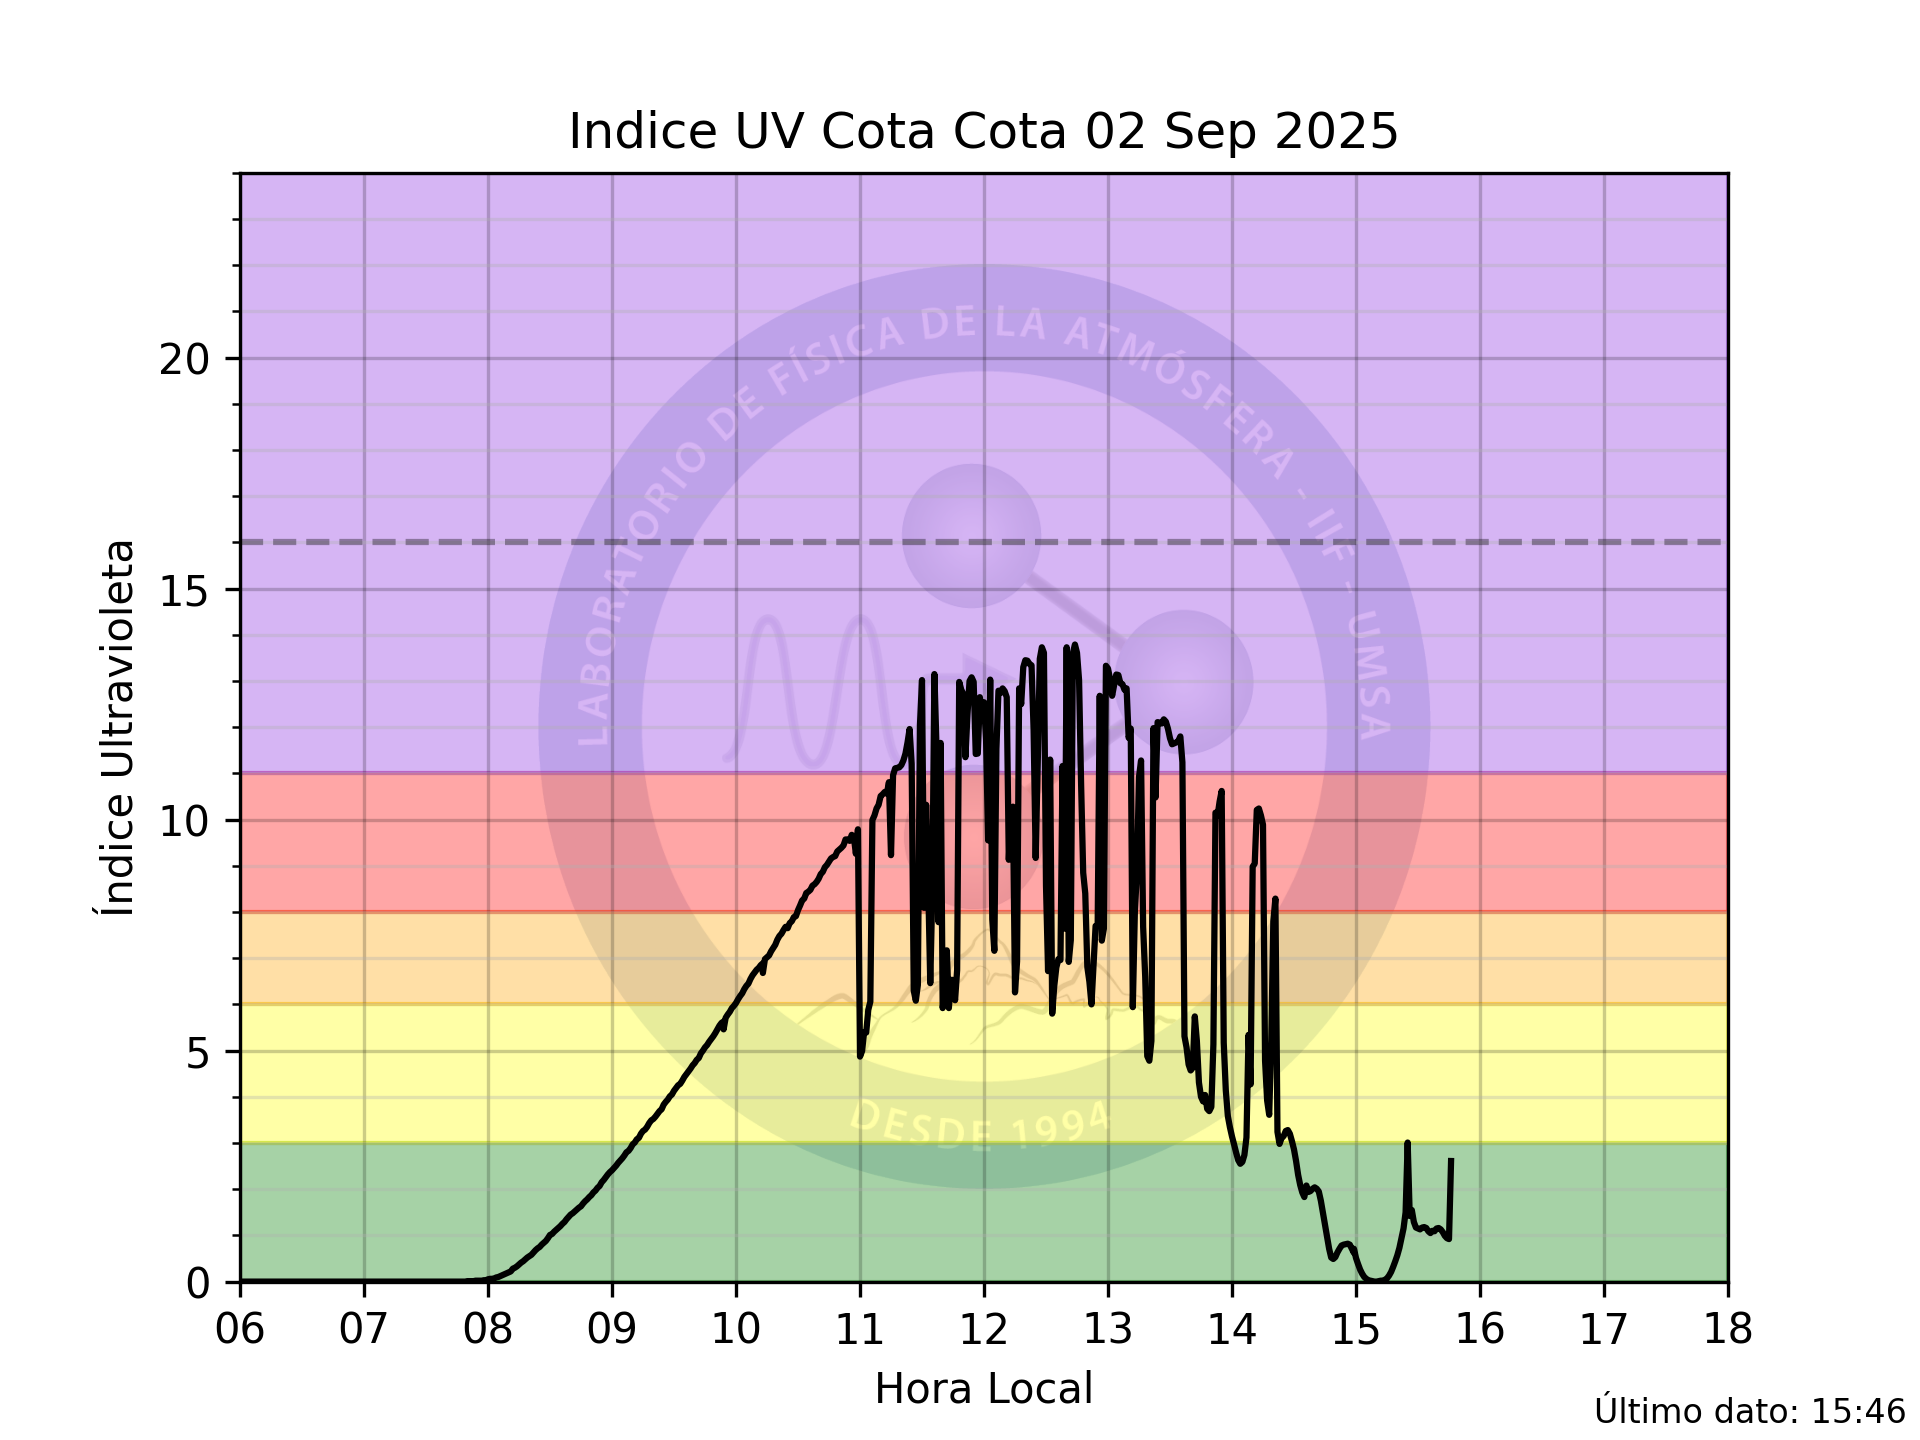 Indice UV Cota Cota 02 Sep 2025
LABORATORIO DE FÍSICA DE LA ATMÓSFERA - IIF - UMSA
DESDE 1994
Índice Ultravioleta
20
15
10
5
0
06 07 08 09 10 11 12 13 14 15 16 17 18
Hora Local
Último dato: 15:46